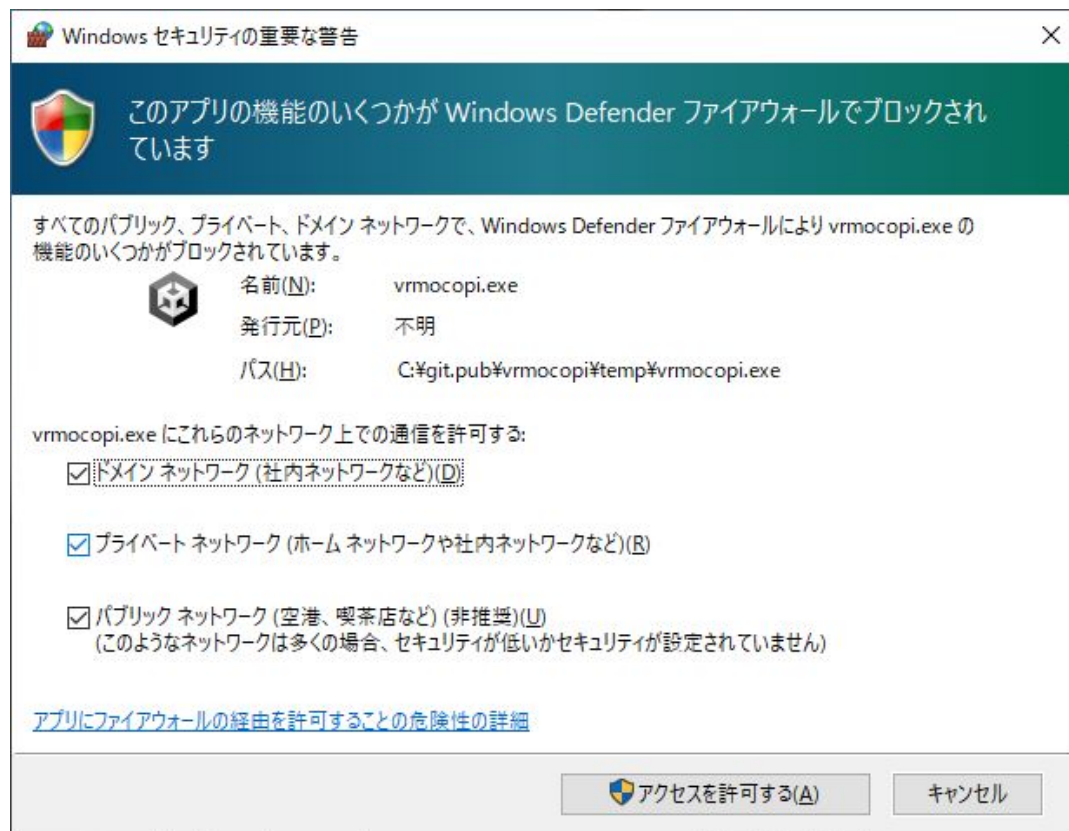 Windows セキュリティの重要な警告
このアプリの機能のいくつかが Windows Defender ファイアウォールでブロックされ
ています
すべてのパブリック、プライベート、ドメイン ネットワークで、Windows Defender ファイアウォールにより vrmocopi.exe の
機能のいくつかがブロックされています。
名前(N): vrmocopi.exe
発行元(P): 不明
パス(H): C:¥git.pub¥vrmocopi¥temp¥vrmocopi.exe
vrmocopi.exe にこれらのネットワーク上での通信を許可する:
ドメイン ネットワーク (社内ネットワークなど)(D)
プライベート ネットワーク (ホーム ネットワークや社内ネットワークなど)(R)
パブリック ネットワーク (空港、喫茶店など) (非推奨)(U)
(このようなネットワークは多くの場合、セキュリティが低いかセキュリティが設定されていません)
アプリにファイアウォールの経由を許可することの危険性の詳細
アクセスを許可する(A) キャンセル